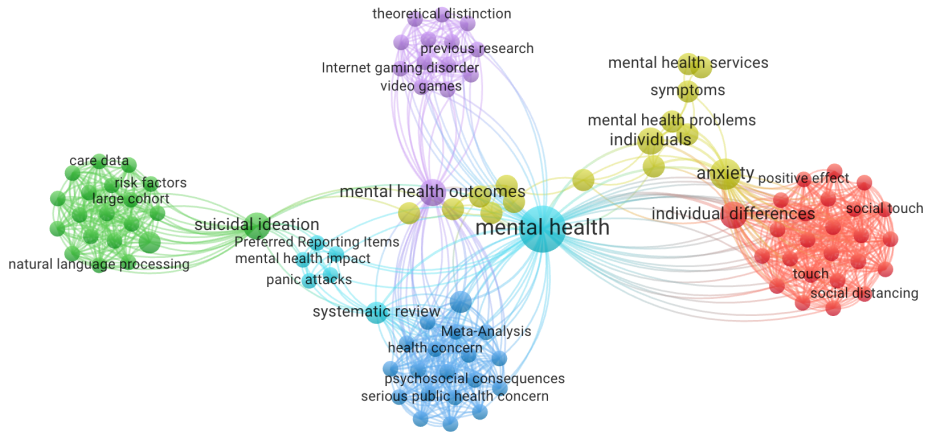 theoretical distinction
previous research
Internet gaming disorder
video games
mental health services
symptoms
mental health problems
individuals
care data
risk factors
large cohort
anxiety
positive effect
mental health outcomes
individual differences
social touch
suicidal ideation
mental health
Preferred Reporting Items
mental health impact
natural language processing
panic attacks
touch
social distancing
systematic review
Meta-Analysis
health concern
psychosocial consequences
serious public health concern